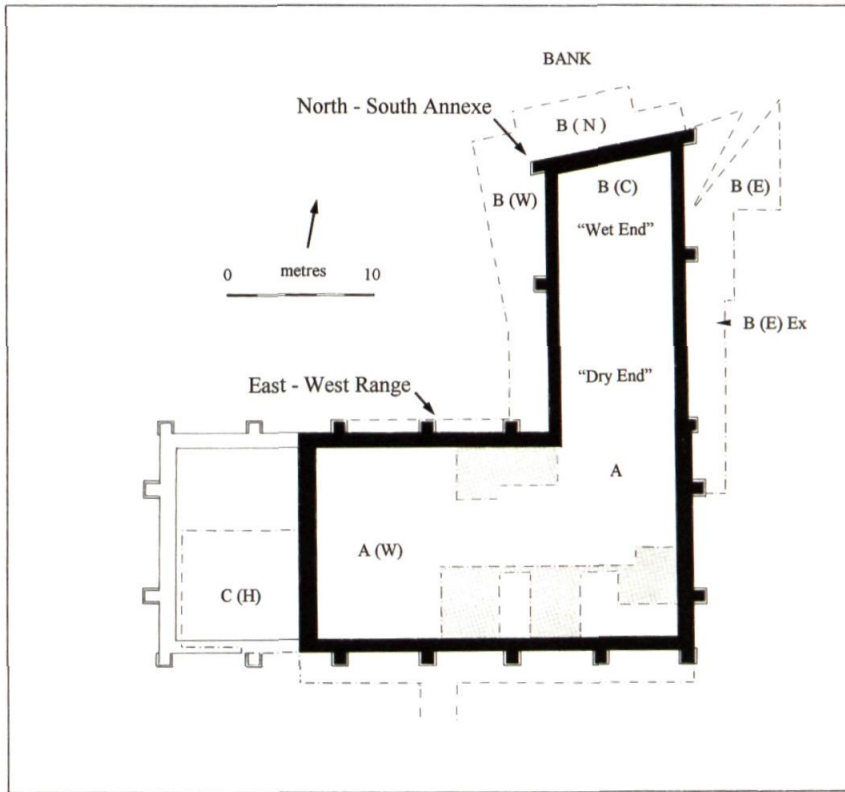 BANK
North - South Annexe
B ( N )
B (W)
B (C)
B (E)
"Wet End"
0 metres 10
B (E) Ex
"Dry End"
East - West Range
A
A (W)
C (H)